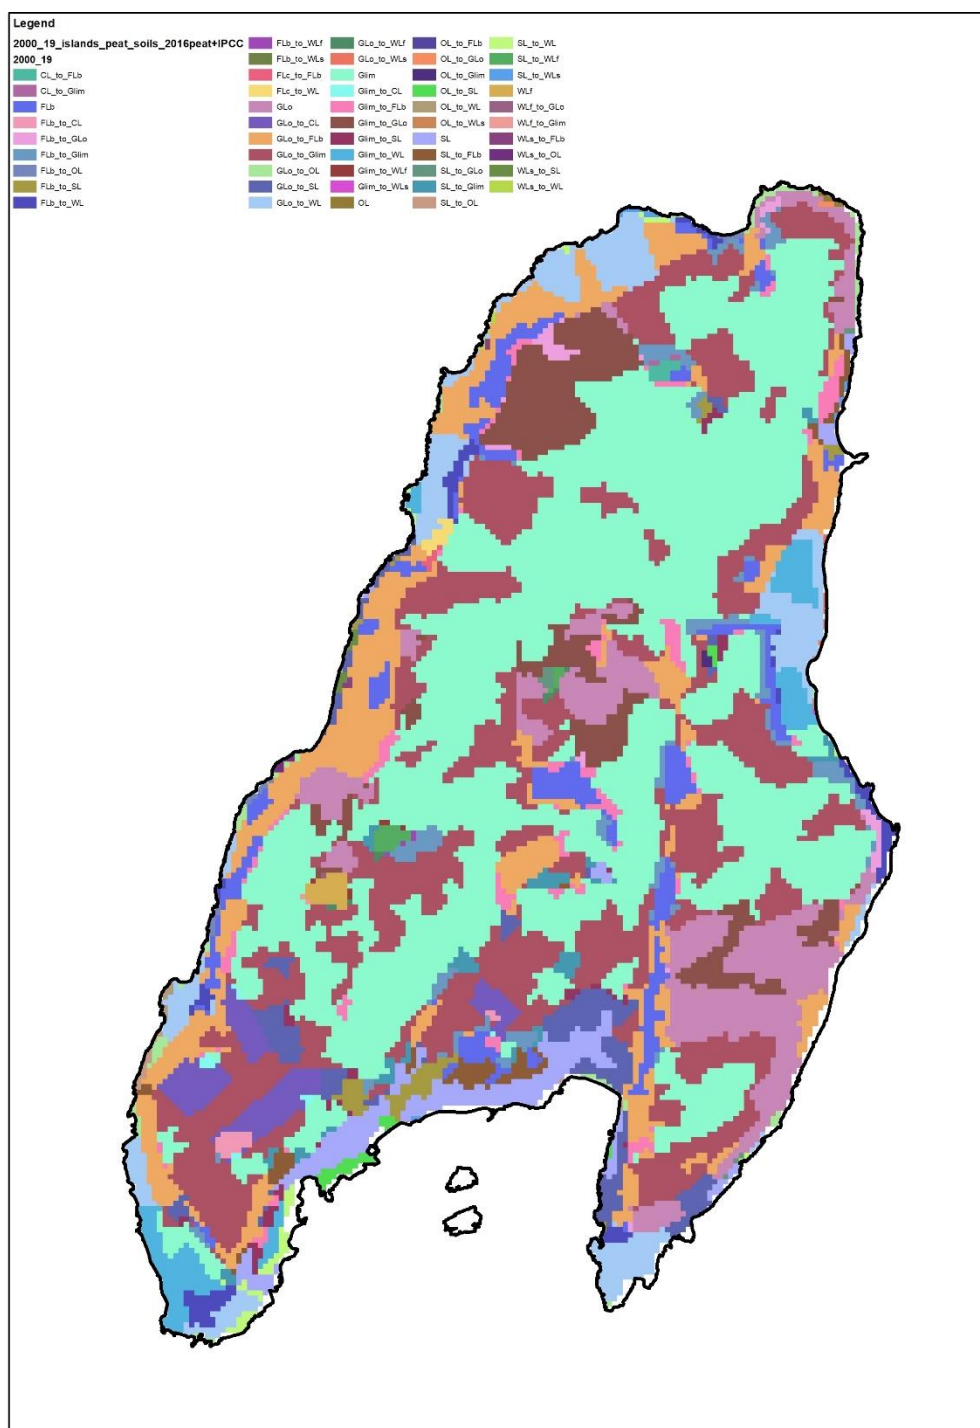 Legend
2000_19_islands_peat_soils_2016peat+IPCC
2000_19
CL_to_FLb
CL_to_Glim
FLb
FLb_to_CL
FLb_to_GLo
FLb_to_Glim
FLb_to_OL
FLb_to_SL
FLb_to_WL
FLb_to_WLf
FLb_to_WLs
FLc_to_FLb
FLc_to_WL
GLo
GLo_to_CL
GLo_to_FLb
GLo_to_Glim
GLo_to_OL
GLo_to_SL
GLo_to_WL
GLo_to_WLf
GLo_to_WLs
Glim
Glim_to_CL
Glim_to_FLb
Glim_to_GLo
Glim_to_SL
Glim_to_WL
Glim_to_WLf
Glim_to_WLs
OL
OL_to_FLb
OL_to_GLo
OL_to_Glim
OL_to_SL
OL_to_WL
OL_to_WLs
SL
SL_to_FLb
SL_to_GLo
SL_to_Glim
SL_to_OL
SL_to_WL
SL_to_WLf
SL_to_WLs
WLf
WLf_to_GLo
WLf_to_Glim
WLs_to_FLb
WLs_to_OL
WLs_to_SL
WLs_to_WL